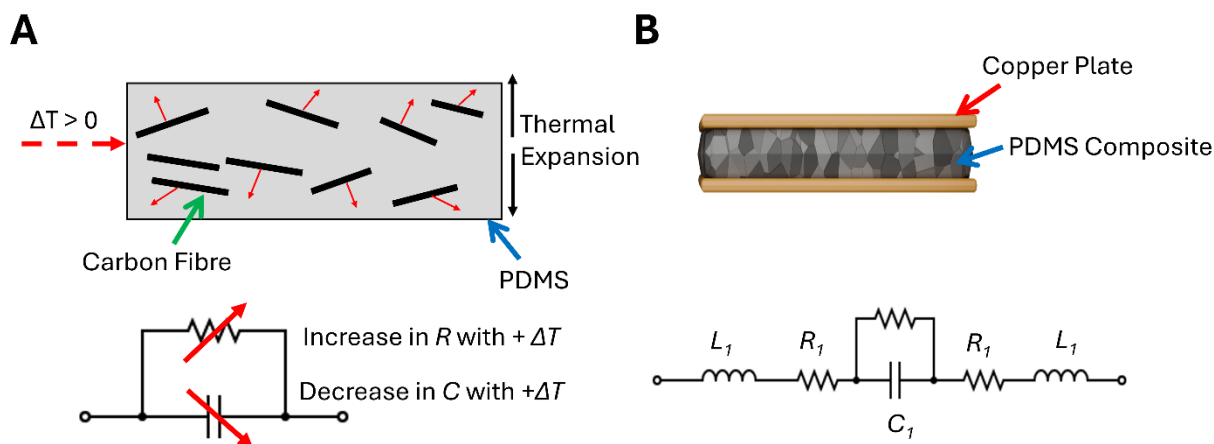 A
ΔT > 0
Thermal
Expansion
Carbon Fibre
PDMS
Increase in R with + ΔT
Decrease in C with +ΔT
B
Copper Plate
PDMS Composite
L1
R1
R1
L1
C1